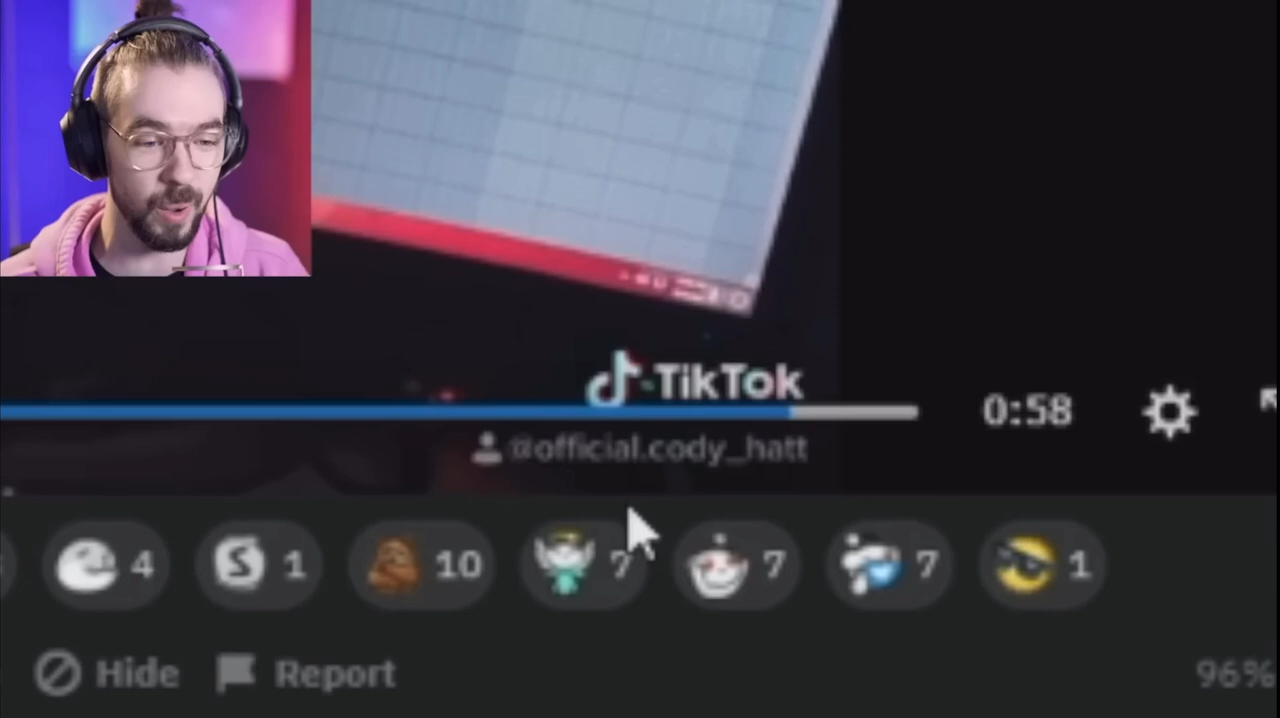 TikTok
0:58
@official.cody_hatt
4 1 10 7 7 7 1
Hide Report
96%